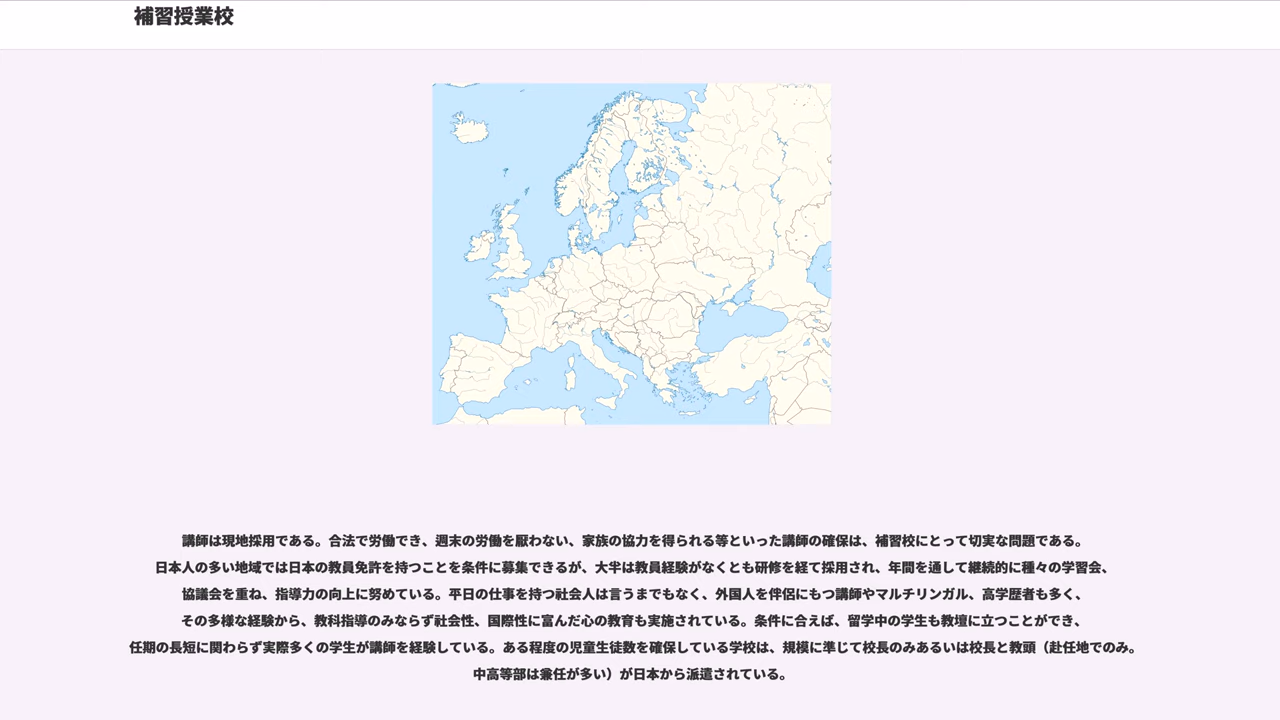 補習授業校
講師は現地採用である。合法で労働でき、週末の労働を厭わない、家族の協力を得られる等といった講師の確保は、補習校にとって切実な問題である。
日本人の多い地域では日本の教員免許を持つことを条件に募集できるが、大半は教員経験がなくとも研修を経て採用され、年間を通して継続的に種々の学習会、
協議会を重ね、指導力の向上に努めている。平日の仕事を持つ社会人は言うまでもなく、外国人を伴侶にもつ講師やマルチリンガル、高学歴者も多く、
その多様な経験から、教科指導のみならず社会性、国際性に富んだ心の教育も実施されている。条件に合えば、留学中の学生も教壇に立つことができ、
任期の長短に関わらず実際多くの学生が講師を経験している。ある程度の児童生徒数を確保している学校は、規模に準じて校長のみあるいは校長と教頭（赴任地でのみ。
中高等部は兼任が多い）が日本から派遣されている。